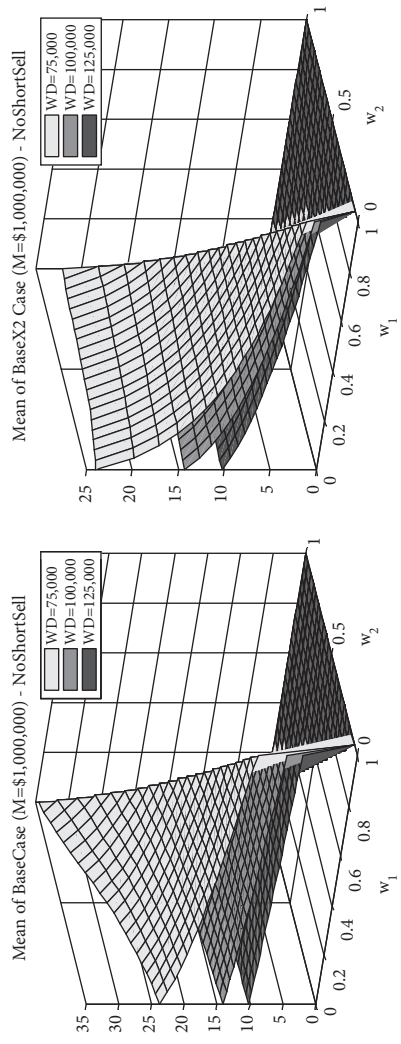 Mean of BaseCase (M=$1,000,000) - NoShortSell
WD=75,000
WD=100,000
WD=125,000
35
30
25
20
15
10
5
0
0
0.2
0.4
0.6
0.8
1
w1
0
0.5
1
w2
Mean of BaseX2 Case (M=$1,000,000) - NoShortSell
WD=75,000
WD=100,000
WD=125,000
25
20
15
10
5
0
0
0.2
0.4
0.6
0.8
1
w1
0
0.5
1
w2